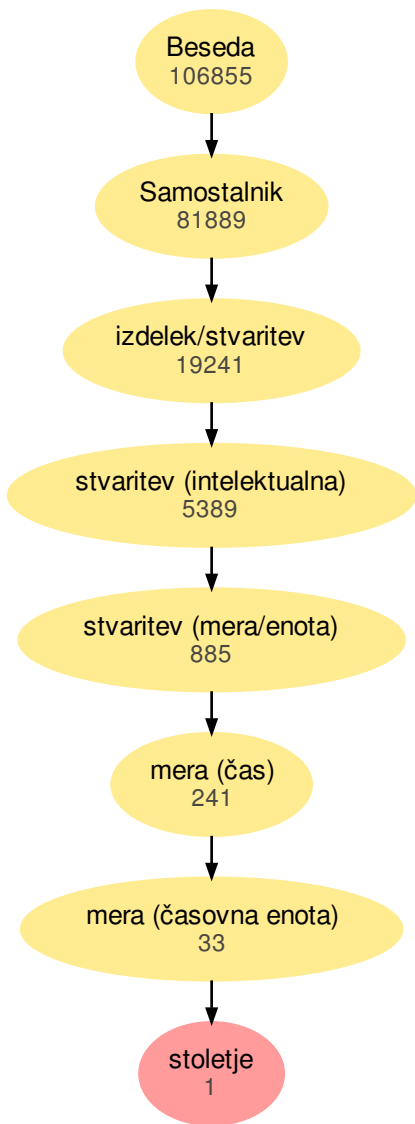 Beseda
106855
Samostalnik
81889
izdelek/stvaritev
19241
stvaritev (intelektualna)
5389
stvaritev (mera/enota)
885
mera (čas)
241
mera (časovna enota)
33
stoletje
1